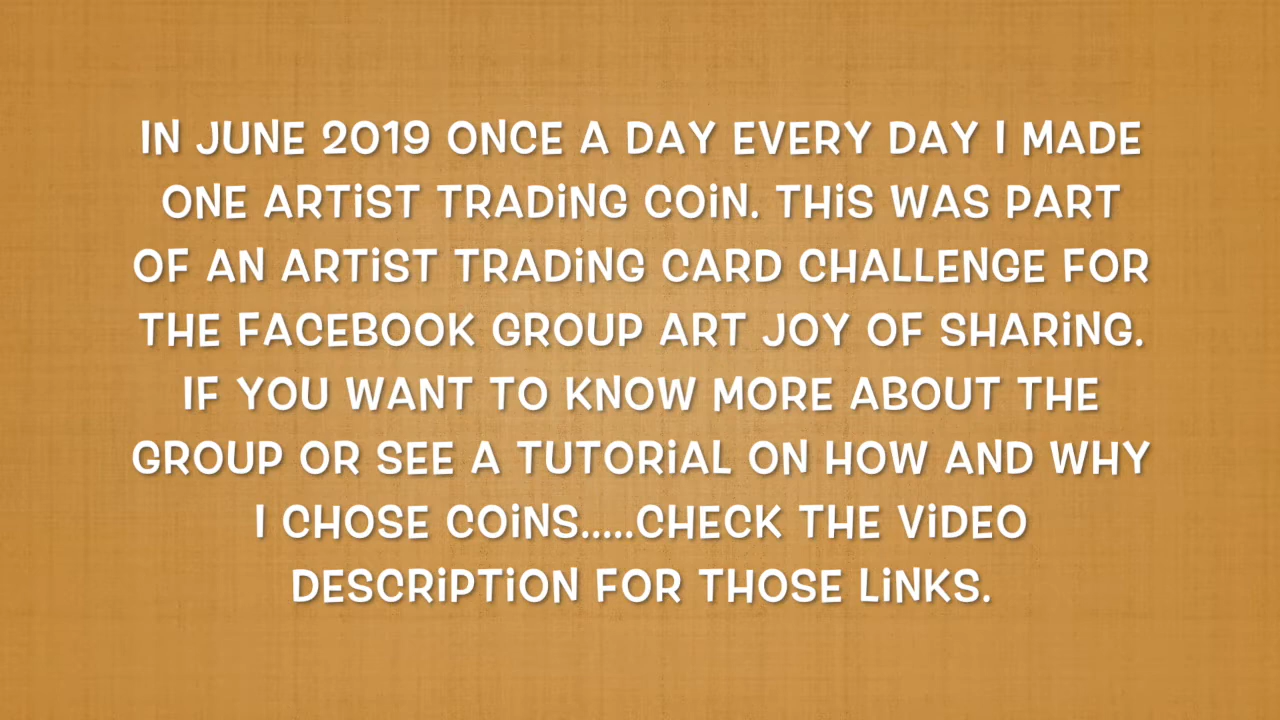 IN JUNE 2019 ONCE A DAY EVERY DAY I MADE
ONE ARTiST TRADiNG COiN. THiS WAS PART
OF AN ARTiST TRADiNG CARD CHALLENGE FOR
THE FACEBOOK GROUP ART JOY OF SHARiNG.
IF YOU WANT TO KNOW MORE ABOUT THE
GROUP OR SEE A TUTORiAL ON HOW AND WHY
I CHOSE COiNS.....CHECK THE ViDEO
DESCRiPTiON FOR THOSE LiNKS.